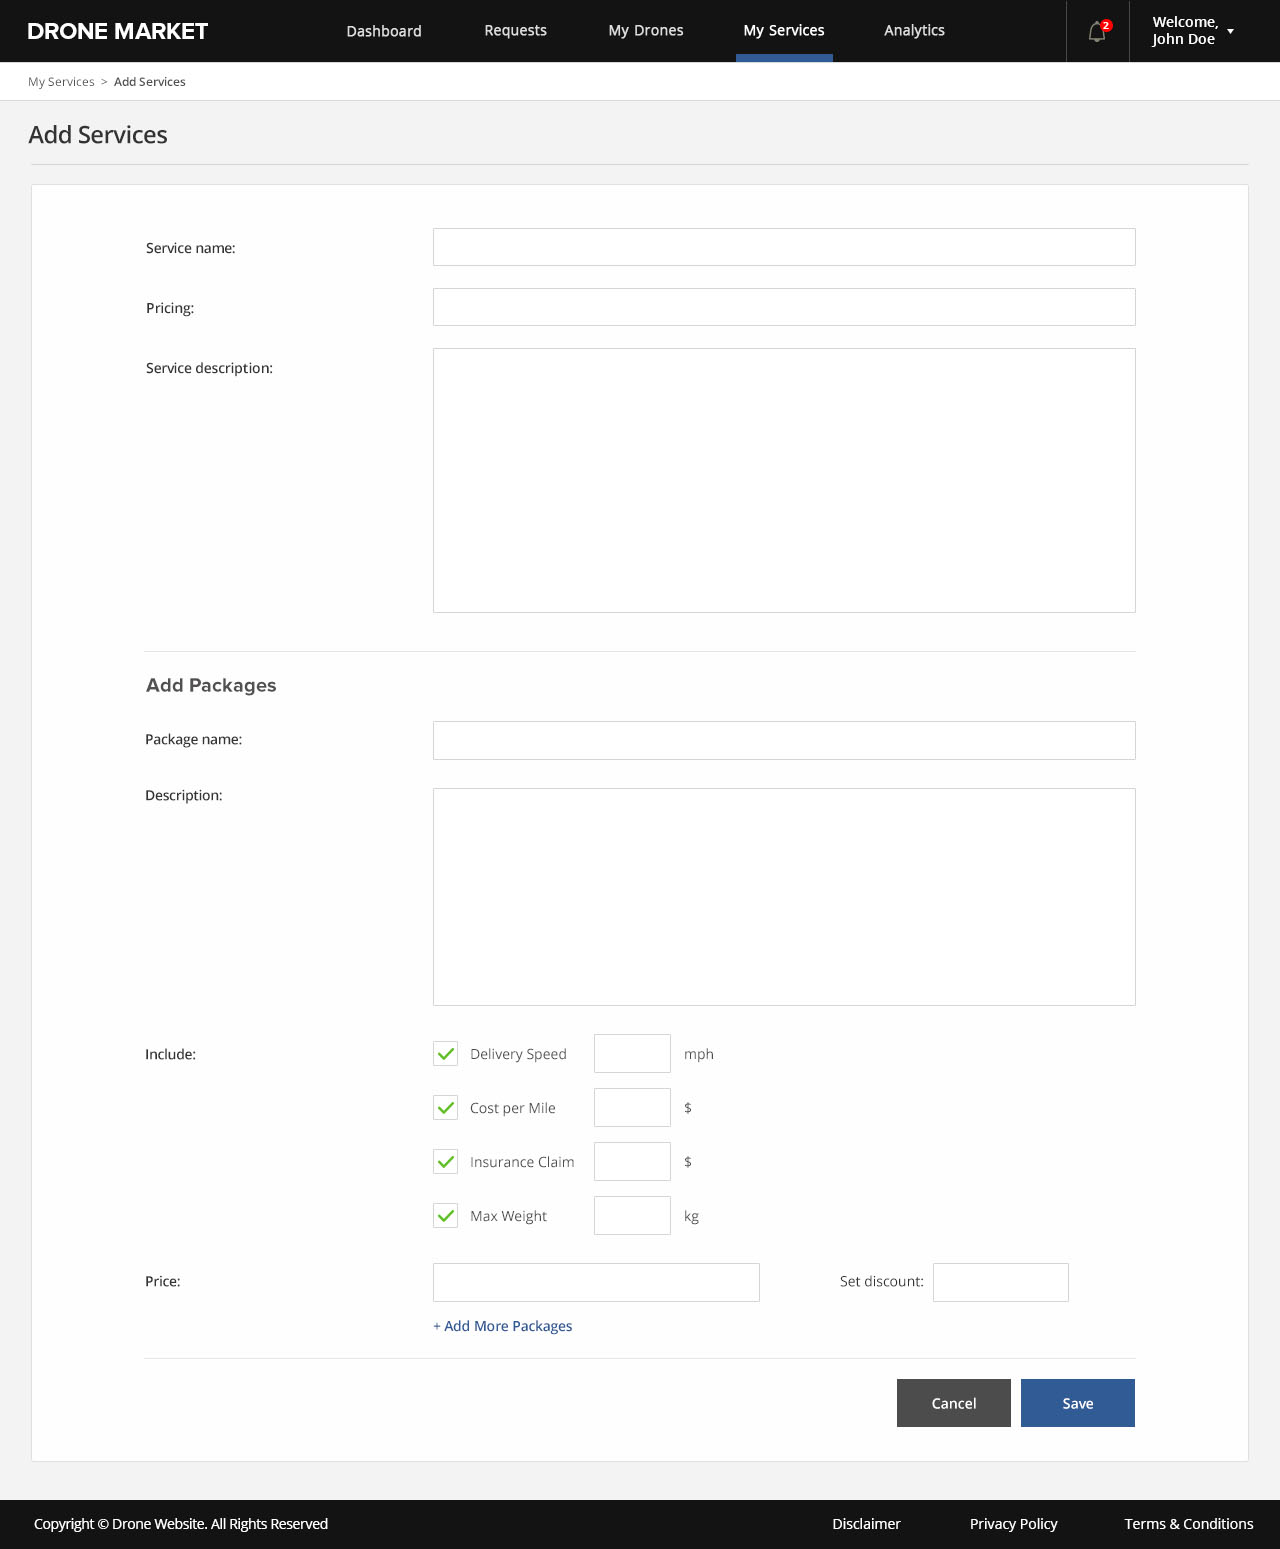 DRONE MARKET
Dashboard
Requests
My Drones
My Services
Analytics
2
Welcome,
John Doe
My Services > Add Services
Add Services
Service name:
Pricing:
Service description:
Add Packages
Package name:
Description:
Include:
Delivery Speed mph
Cost per Mile $
Insurance Claim $
Max Weight kg
Price:
Set discount:
+ Add More Packages
Cancel
Save
Copyright © Drone Website. All Rights Reserved
Disclaimer
Privacy Policy
Terms & Conditions